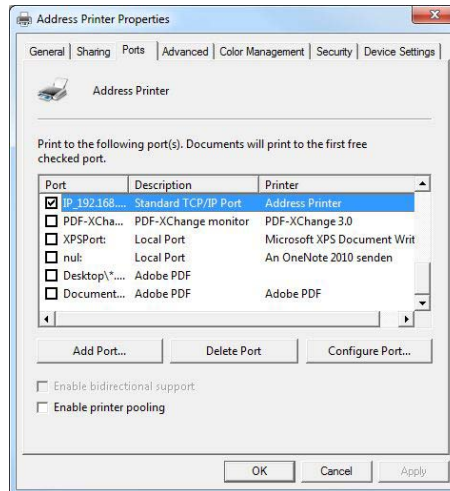 Address Printer Properties
General Sharing Ports Advanced Color Management Security Device Settings
Address Printer
Print to the following port(s). Documents will print to the first free
checked port.
Port Description Printer
IP_192.168.... Standard TCP/IP Port Address Printer
PDF-XCha... PDF-XChange monitor PDF-XChange 3.0
XPSPort: Local Port Microsoft XPS Document Writ
nul: Local Port An OneNote 2010 senden
Desktop\*.... Adobe PDF
Document... Adobe PDF Adobe PDF
Add Port... Delete Port Configure Port...
Enable bidirectional support
Enable printer pooling
OK Cancel Apply